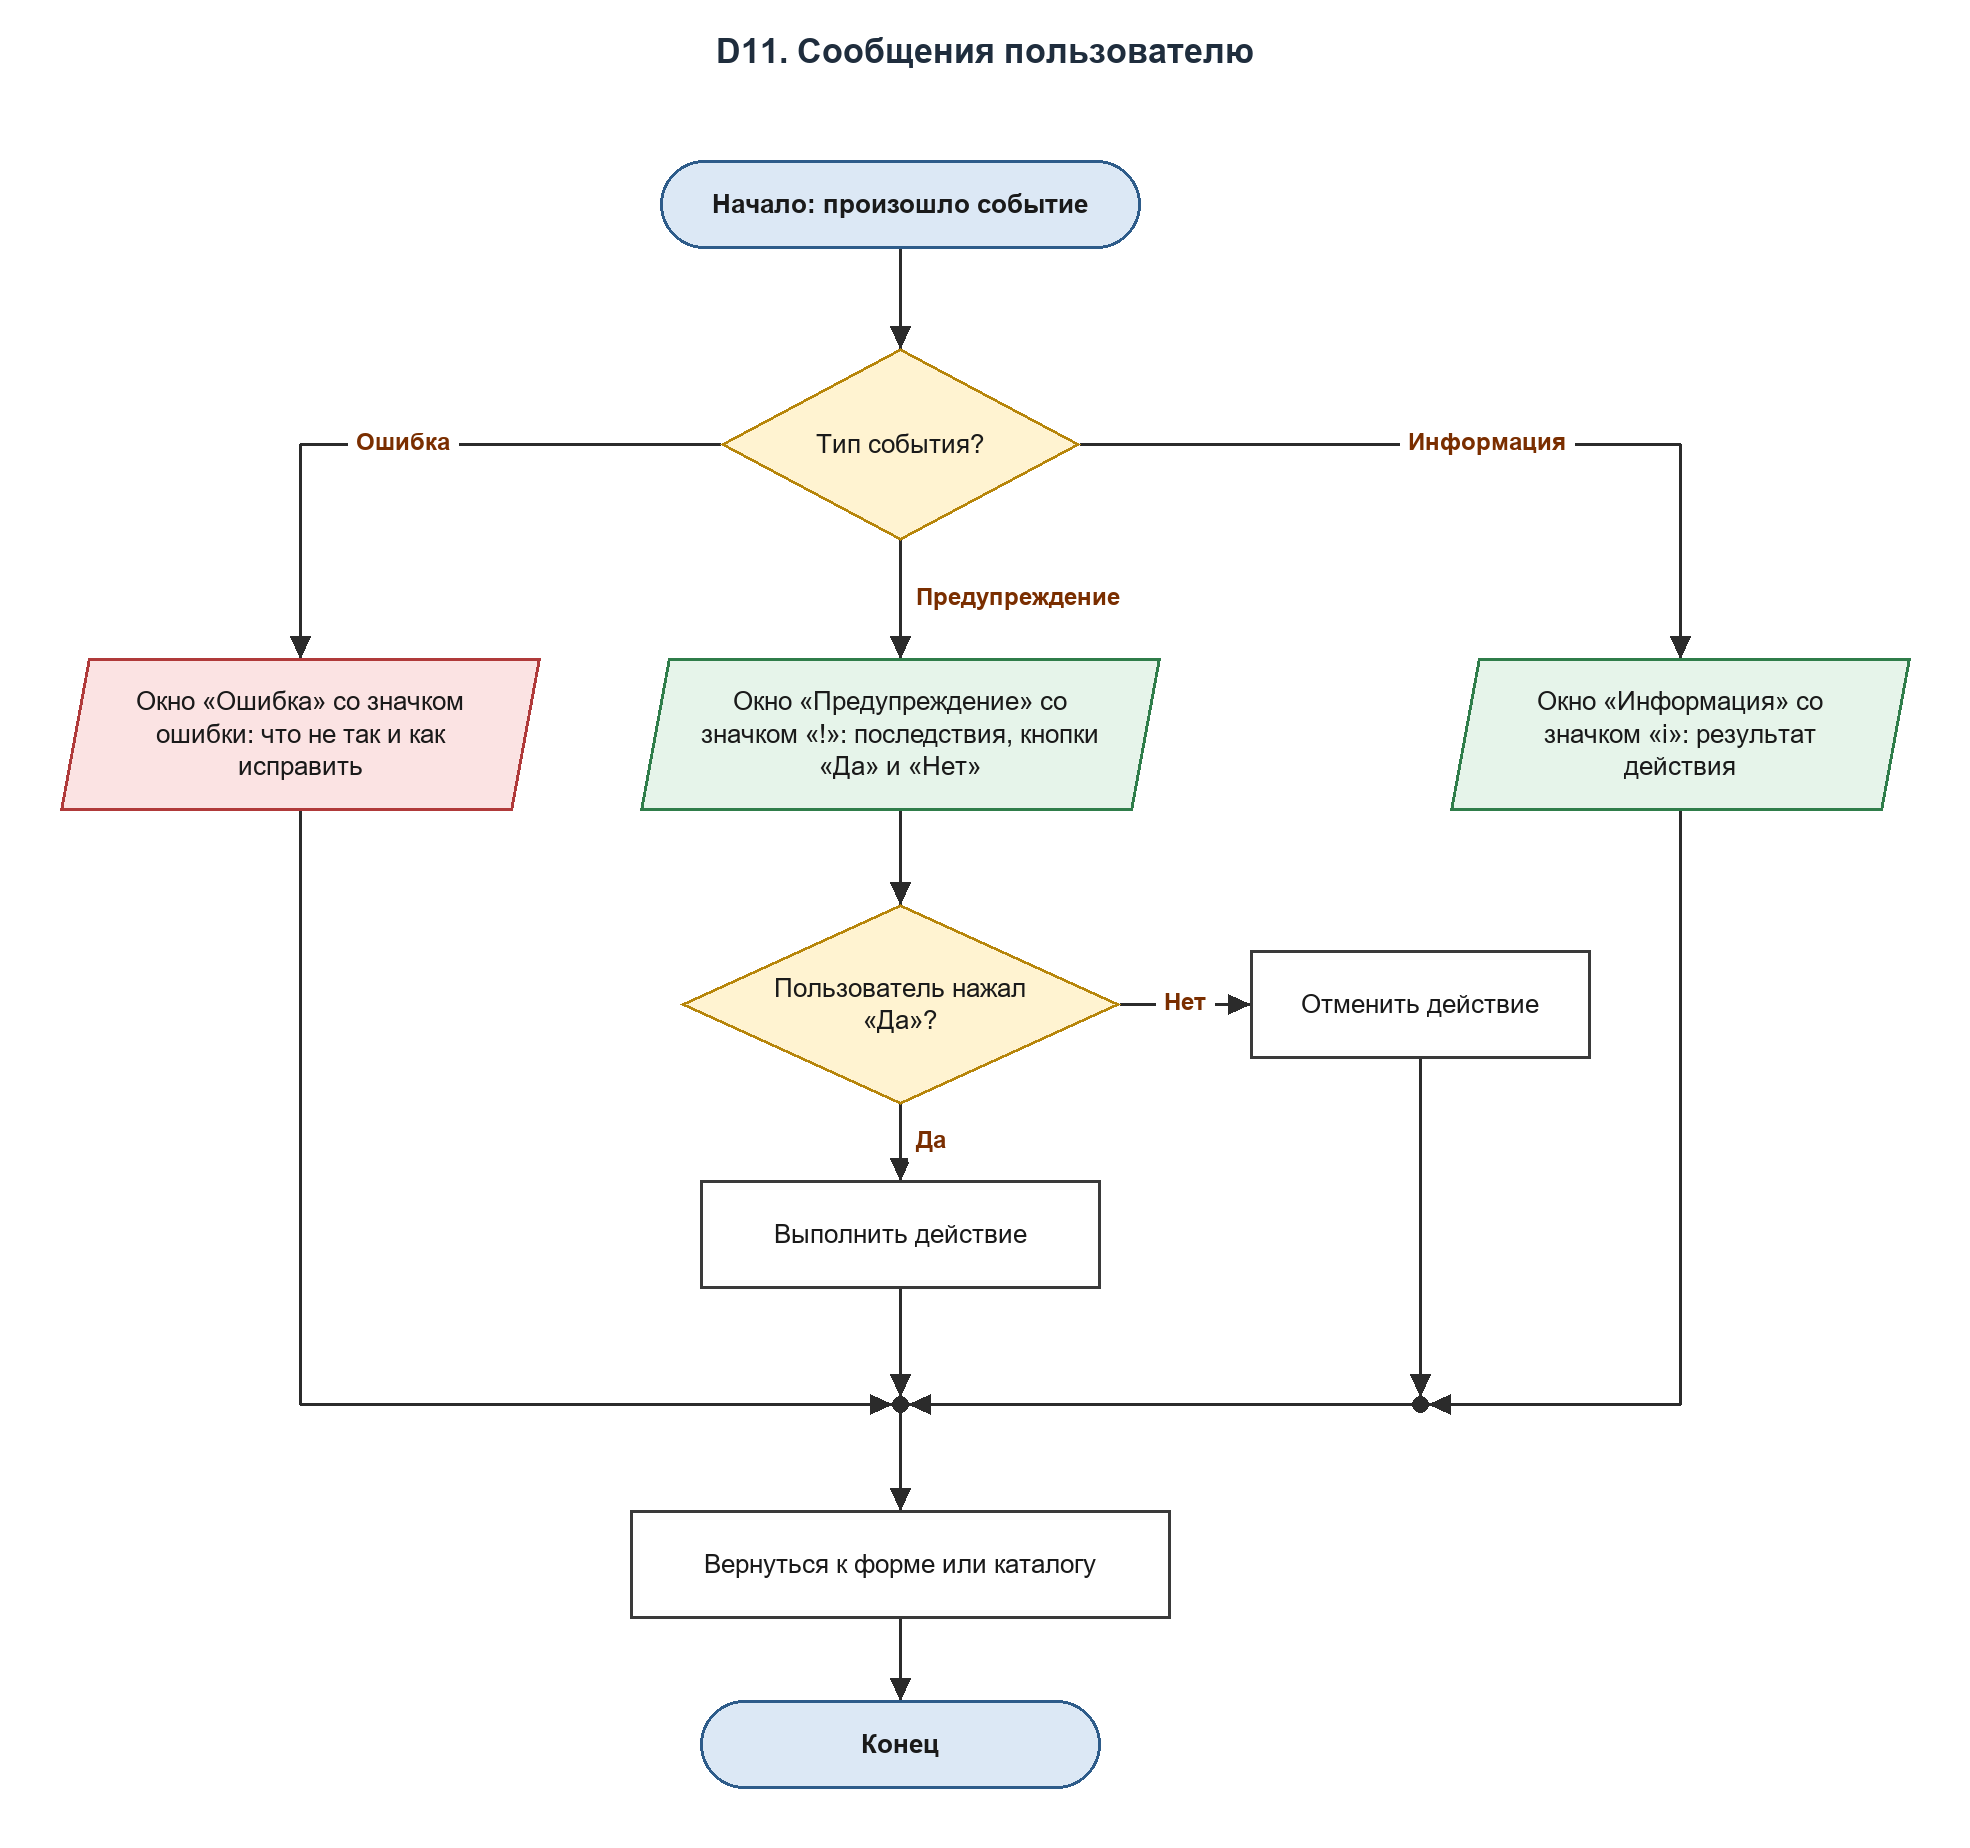 D11. Сообщения пользователю
Начало: произошло событие
Тип события?
Ошибка
Информация
Предупреждение
Окно «Ошибка» со значком
ошибки: что не так и как
исправить
Окно «Предупреждение» со
значком «!»: последствия, кнопки
«Да» и «Нет»
Окно «Информация» со
значком «i»: результат
действия
Пользователь нажал
«Да»?
Нет
Отменить действие
Да
Выполнить действие
Вернуться к форме или каталогу
Конец